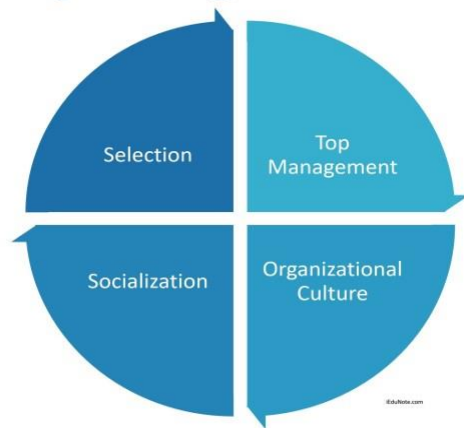 Selection
Top
Management
Socialization
Organizational
Culture
iEduNote.com